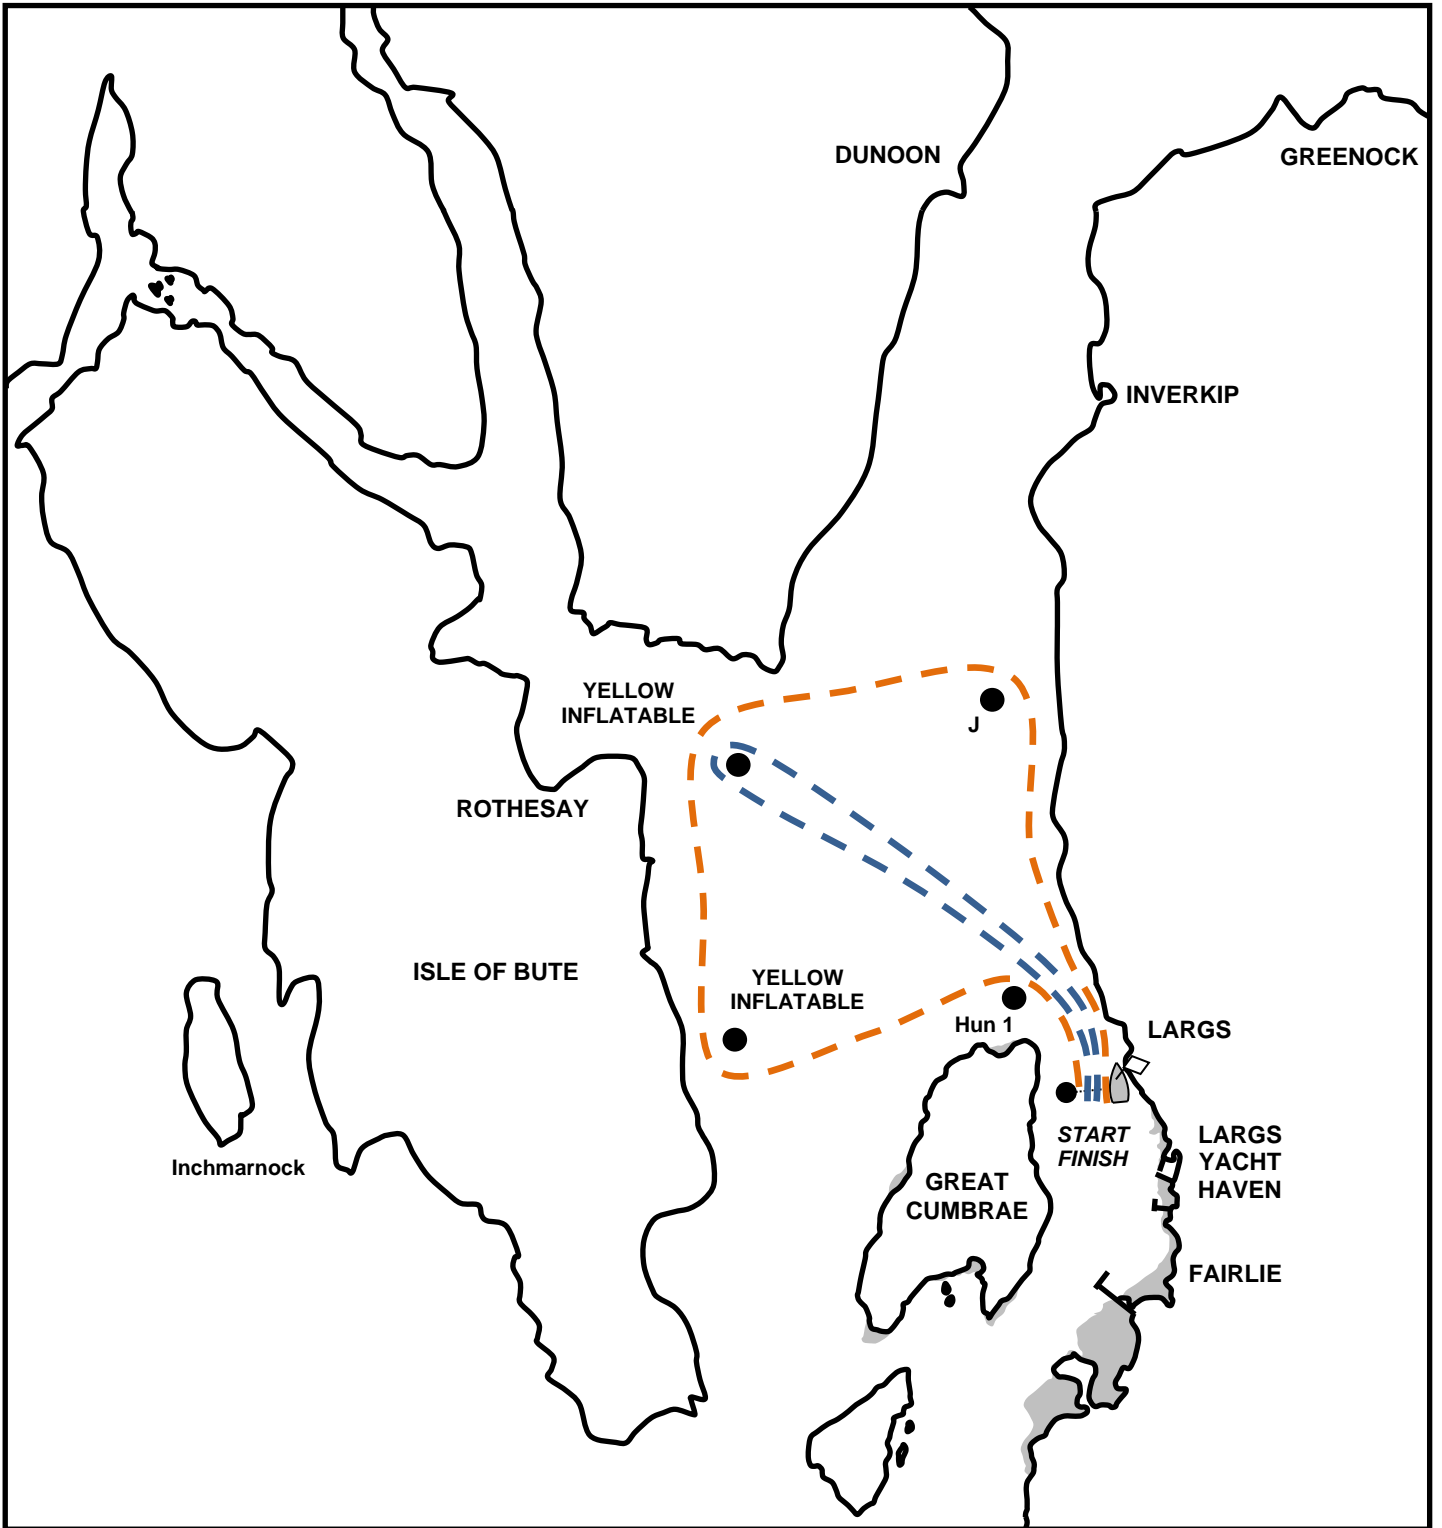 DUNOON
GREENOCK
INVERKIP
YELLOW
INFLATABLE
J
ROTHESAY
ISLE OF BUTE
YELLOW
INFLATABLE
Hun 1
LARGS
START
FINISH
LARGS
YACHT
HAVEN
Inchmarnock
GREAT
CUMBRAE
FAIRLIE